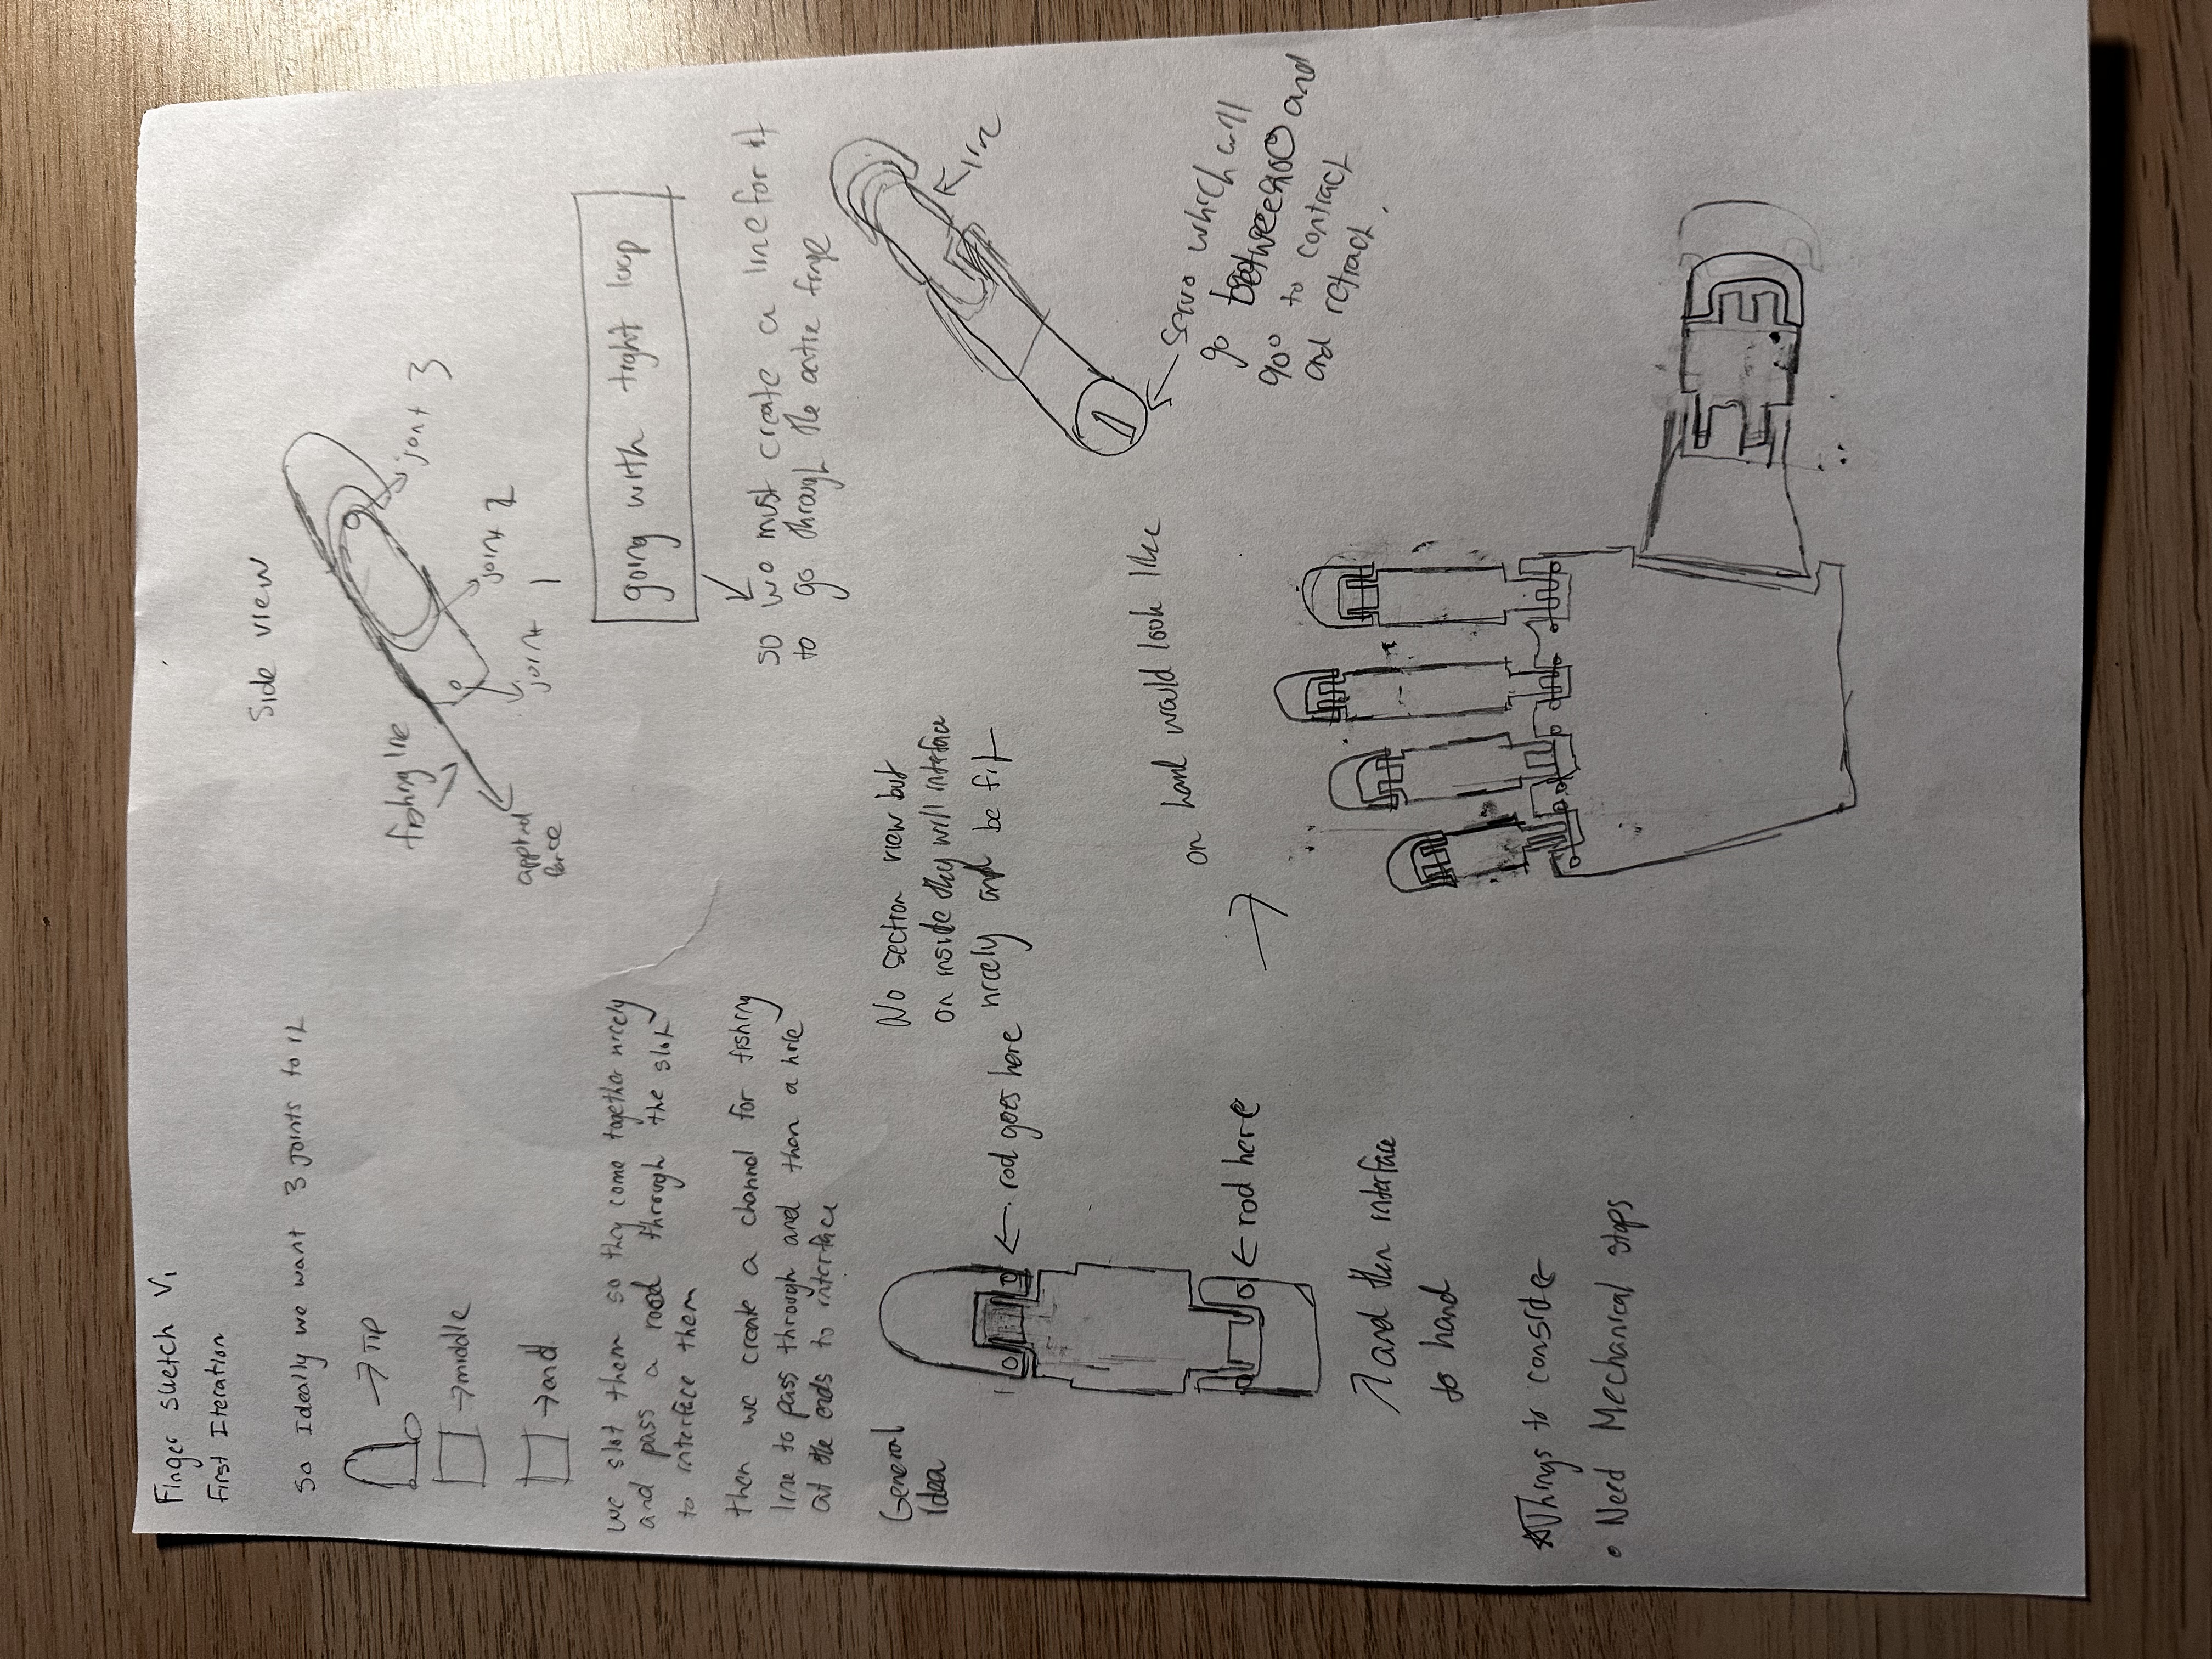 Finger suetch V1
First Iteration
So Ideally we want 3 joints to it
→ Tip
→ middle
→ end
we slot them so they come together nicely
and pass a rood through the slot
to interface them
then we create a channel for fishing
line to pass through and then a hole
at the ends to interface
General
idea
← rod goes here
← rod here
↗ and then interface
to hand
☆Things to consider
• Need Mechanical stops
Side view
fishing line
applied
force
joint 1
joint 2
joint 3
going with tight loop
so we must create a line for it
to go through the entire finge
No section view but
on inside they will inteface
nicely and be fit
line
servo which will
go between 0 and
90° to contract
and retract.
on hand would look like